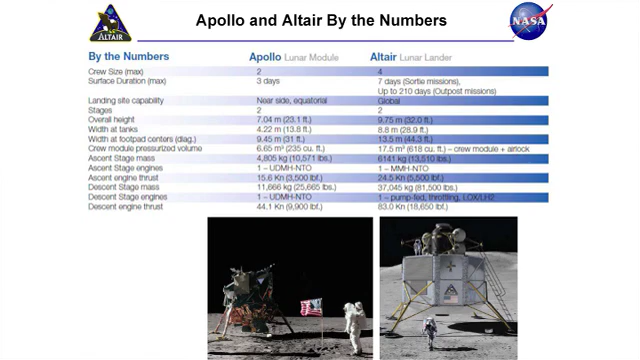 Apollo and Altair By the Numbers
ALTAIR
NASA
By the Numbers Apollo Lunar Module Altair Lunar Lander
Crew Size (max) 2 4
Surface Duration (max) 3 days 7 days (Sortie missions),
Up to 210 days (Outpost missions)
Landing site capability Near side, equatorial Global
Stages 2 2
Overall height 7.04 m (23.1 ft.) 9.75 m (32.0 ft.)
Width at tanks 4.22 m (13.8 ft.) 8.8 m (28.9 ft.)
Width at footpad centers (diag.) 9.45 m (31 ft.) 13.5 m (44.3 ft.)
Crew module pressurized volume 6.65 m³ (235 cu. ft.) 17.5 m³ (618 cu. ft.) – crew module + airlock
Ascent Stage mass 4,805 kg (10,571 lbs.) 6141 kg (13,510 lbs.)
Ascent Stage engines 1 – UDMH-NTO 1 – MMH-NTO
Ascent engine thrust 15.6 Kn (3,500 lbf.) 24.5 Kn (5,500 lbf.)
Descent Stage mass 11,666 kg (25,665 lbs.) 37,045 kg (81,500 lbs.)
Descent Stage engines 1 – UDMH-NTO 1 – pump-fed, throttling, LOX/LH2
Descent engine thrust 44.1 Kn (9,900 lbf.) 83.0 Kn (18,650 lbf.)